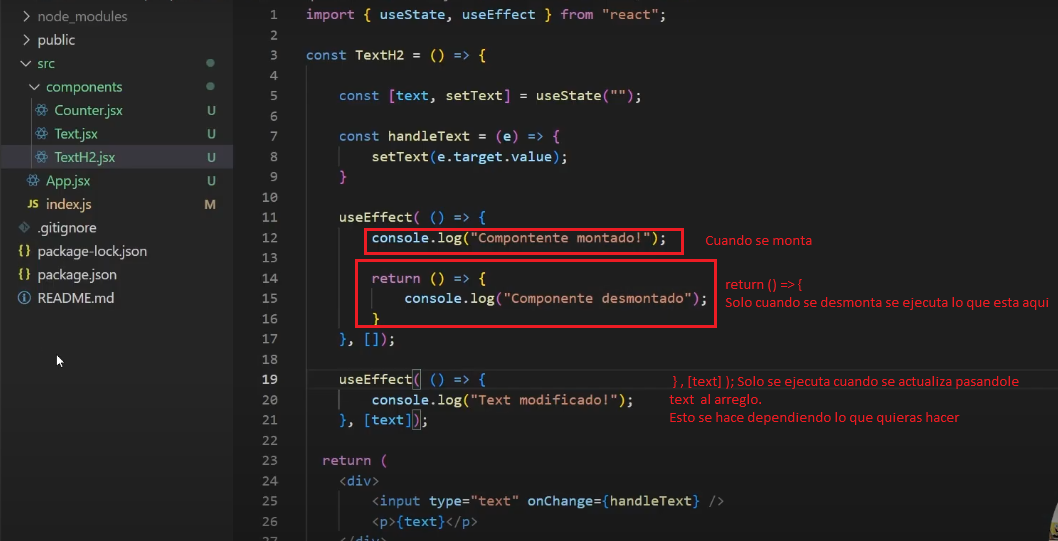 node_modules
public
src
components
Counter.jsx U
Text.jsx U
TextH2.jsx U
App.jsx U
JS index.js M
.gitignore
{} package-lock.json
{} package.json
README.md
1 import { useState, useEffect } from "react";
2
3 const TextH2 = () => {
4
5 const [text, setText] = useState("");
6
7 const handleText = (e) => {
8 setText(e.target.value);
9 }
10
11 useEffect( () => {
12 console.log("Compontente montado!"); Cuando se monta
13
14 return () => { return () => {
15 console.log("Componente desmontado"); Solo cuando se desmonta se ejecuta lo que esta aqui
16 }
17 }, []);
18
19 useEffect( () => { } , [text] ); Solo se ejecuta cuando se actualiza pasandole
20 console.log("Text modificado!"); text al arreglo.
21 }, [text]); Esto se hace dependiendo lo que quieras hacer
22
23 return (
24 <div>
25 <input type="text" onChange={handleText} />
26 <p>{text}</p>
27 </div>